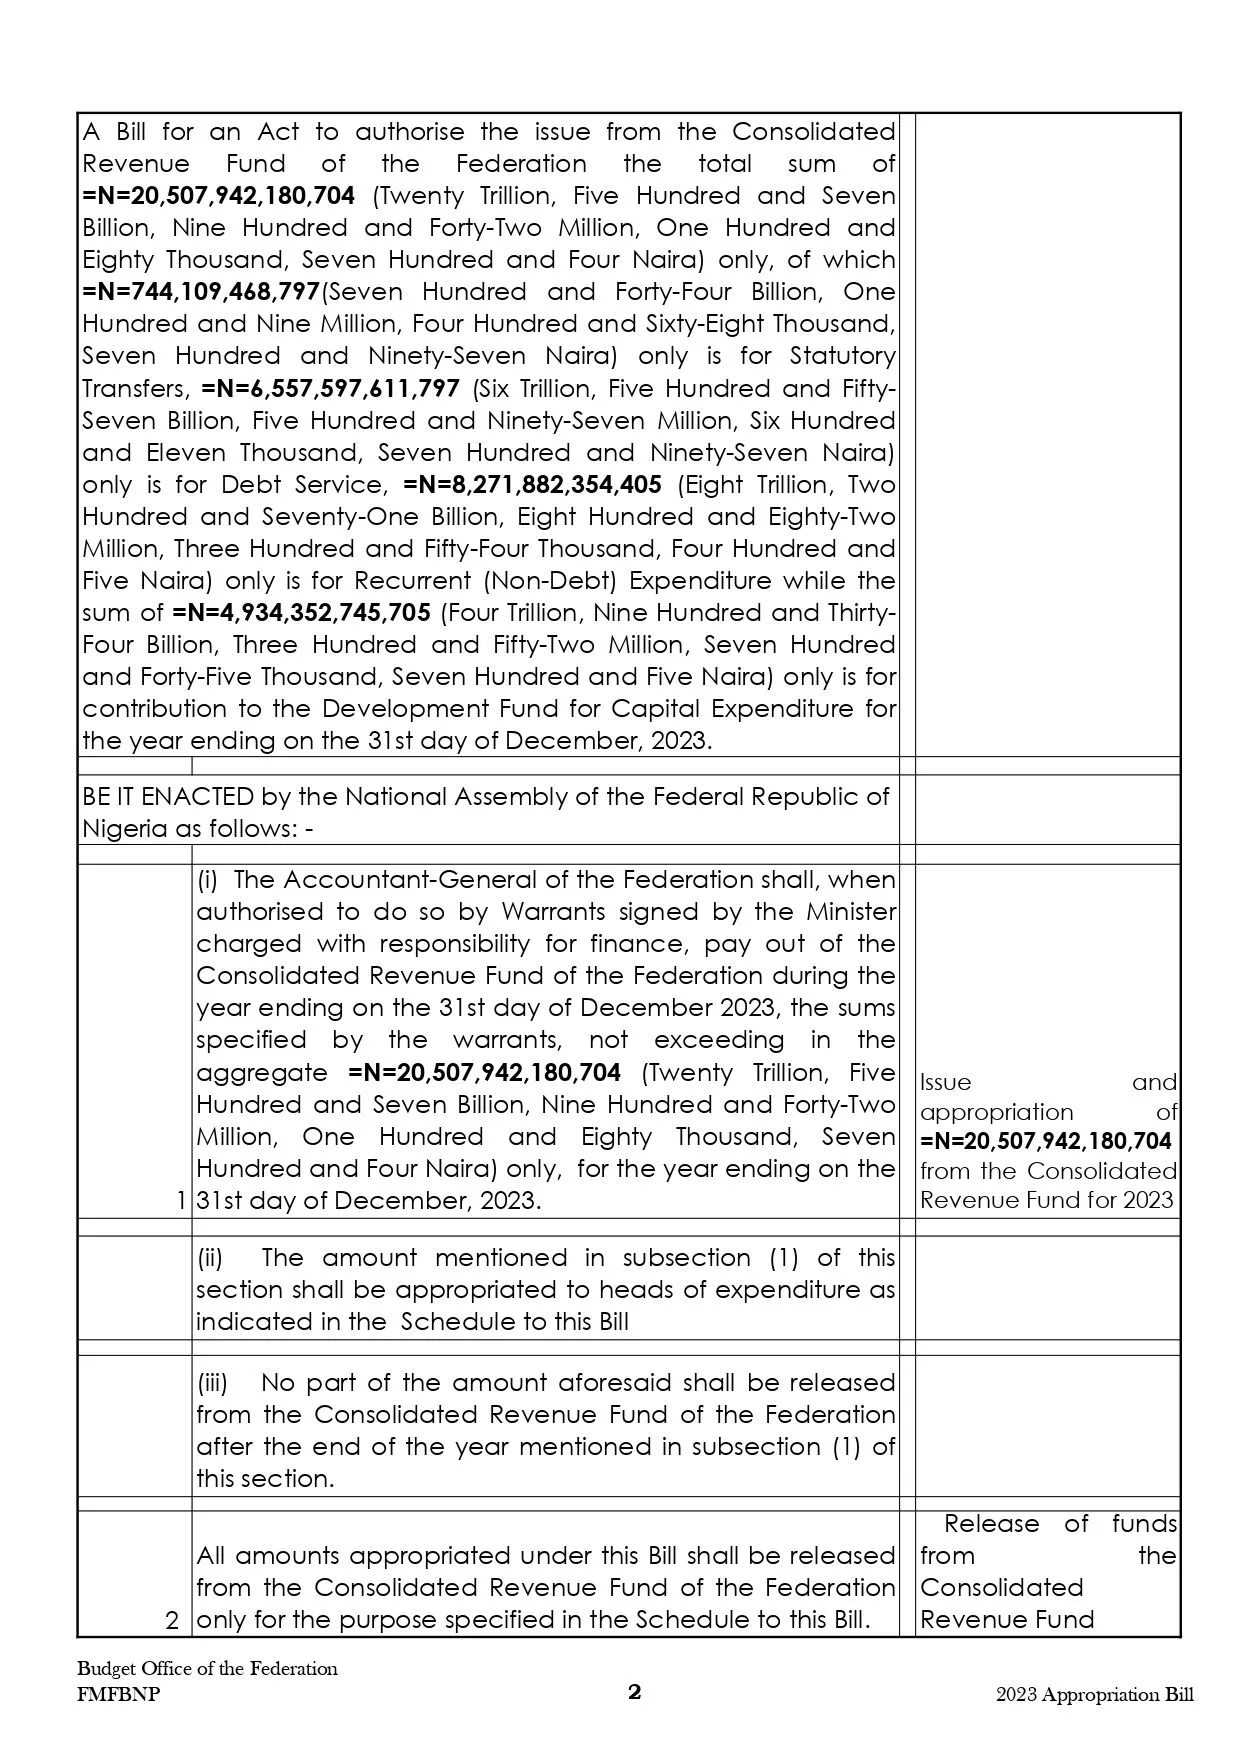 A Bill for an Act to authorise the issue from the Consolidated
Revenue Fund of the Federation the total sum of
=N=20,507,942,180,704 (Twenty Trillion, Five Hundred and Seven
Billion, Nine Hundred and Forty-Two Million, One Hundred and
Eighty Thousand, Seven Hundred and Four Naira) only, of which
=N=744,109,468,797(Seven Hundred and Forty-Four Billion, One
Hundred and Nine Million, Four Hundred and Sixty-Eight Thousand,
Seven Hundred and Ninety-Seven Naira) only is for Statutory
Transfers, =N=6,557,597,611,797 (Six Trillion, Five Hundred and Fifty-
Seven Billion, Five Hundred and Ninety-Seven Million, Six Hundred
and Eleven Thousand, Seven Hundred and Ninety-Seven Naira)
only is for Debt Service, =N=8,271,882,354,405 (Eight Trillion, Two
Hundred and Seventy-One Billion, Eight Hundred and Eighty-Two
Million, Three Hundred and Fifty-Four Thousand, Four Hundred and
Five Naira) only is for Recurrent (Non-Debt) Expenditure while the
sum of =N=4,934,352,745,705 (Four Trillion, Nine Hundred and Thirty-
Four Billion, Three Hundred and Fifty-Two Million, Seven Hundred
and Forty-Five Thousand, Seven Hundred and Five Naira) only is for
contribution to the Development Fund for Capital Expenditure for
the year ending on the 31st day of December, 2023.
BE IT ENACTED by the National Assembly of the Federal Republic of
Nigeria as follows: -
(i) The Accountant-General of the Federation shall, when
authorised to do so by Warrants signed by the Minister
charged with responsibility for finance, pay out of the
Consolidated Revenue Fund of the Federation during the
year ending on the 31st day of December 2023, the sums
specified by the warrants, not exceeding in the
aggregate =N=20,507,942,180,704 (Twenty Trillion, Five
Hundred and Seven Billion, Nine Hundred and Forty-Two
Million, One Hundred and Eighty Thousand, Seven
Hundred and Four Naira) only, for the year ending on the
1 31st day of December, 2023.
Issue and
appropriation of
=N=20,507,942,180,704
from the Consolidated
Revenue Fund for 2023
(ii) The amount mentioned in subsection (1) of this
section shall be appropriated to heads of expenditure as
indicated in the Schedule to this Bill
(iii) No part of the amount aforesaid shall be released
from the Consolidated Revenue Fund of the Federation
after the end of the year mentioned in subsection (1) of
this section.
All amounts appropriated under this Bill shall be released
from the Consolidated Revenue Fund of the Federation
2 only for the purpose specified in the Schedule to this Bill.
Release of funds
from the
Consolidated
Revenue Fund
Budget Office of the Federation
FMFBNP 2 2023 Appropriation Bill